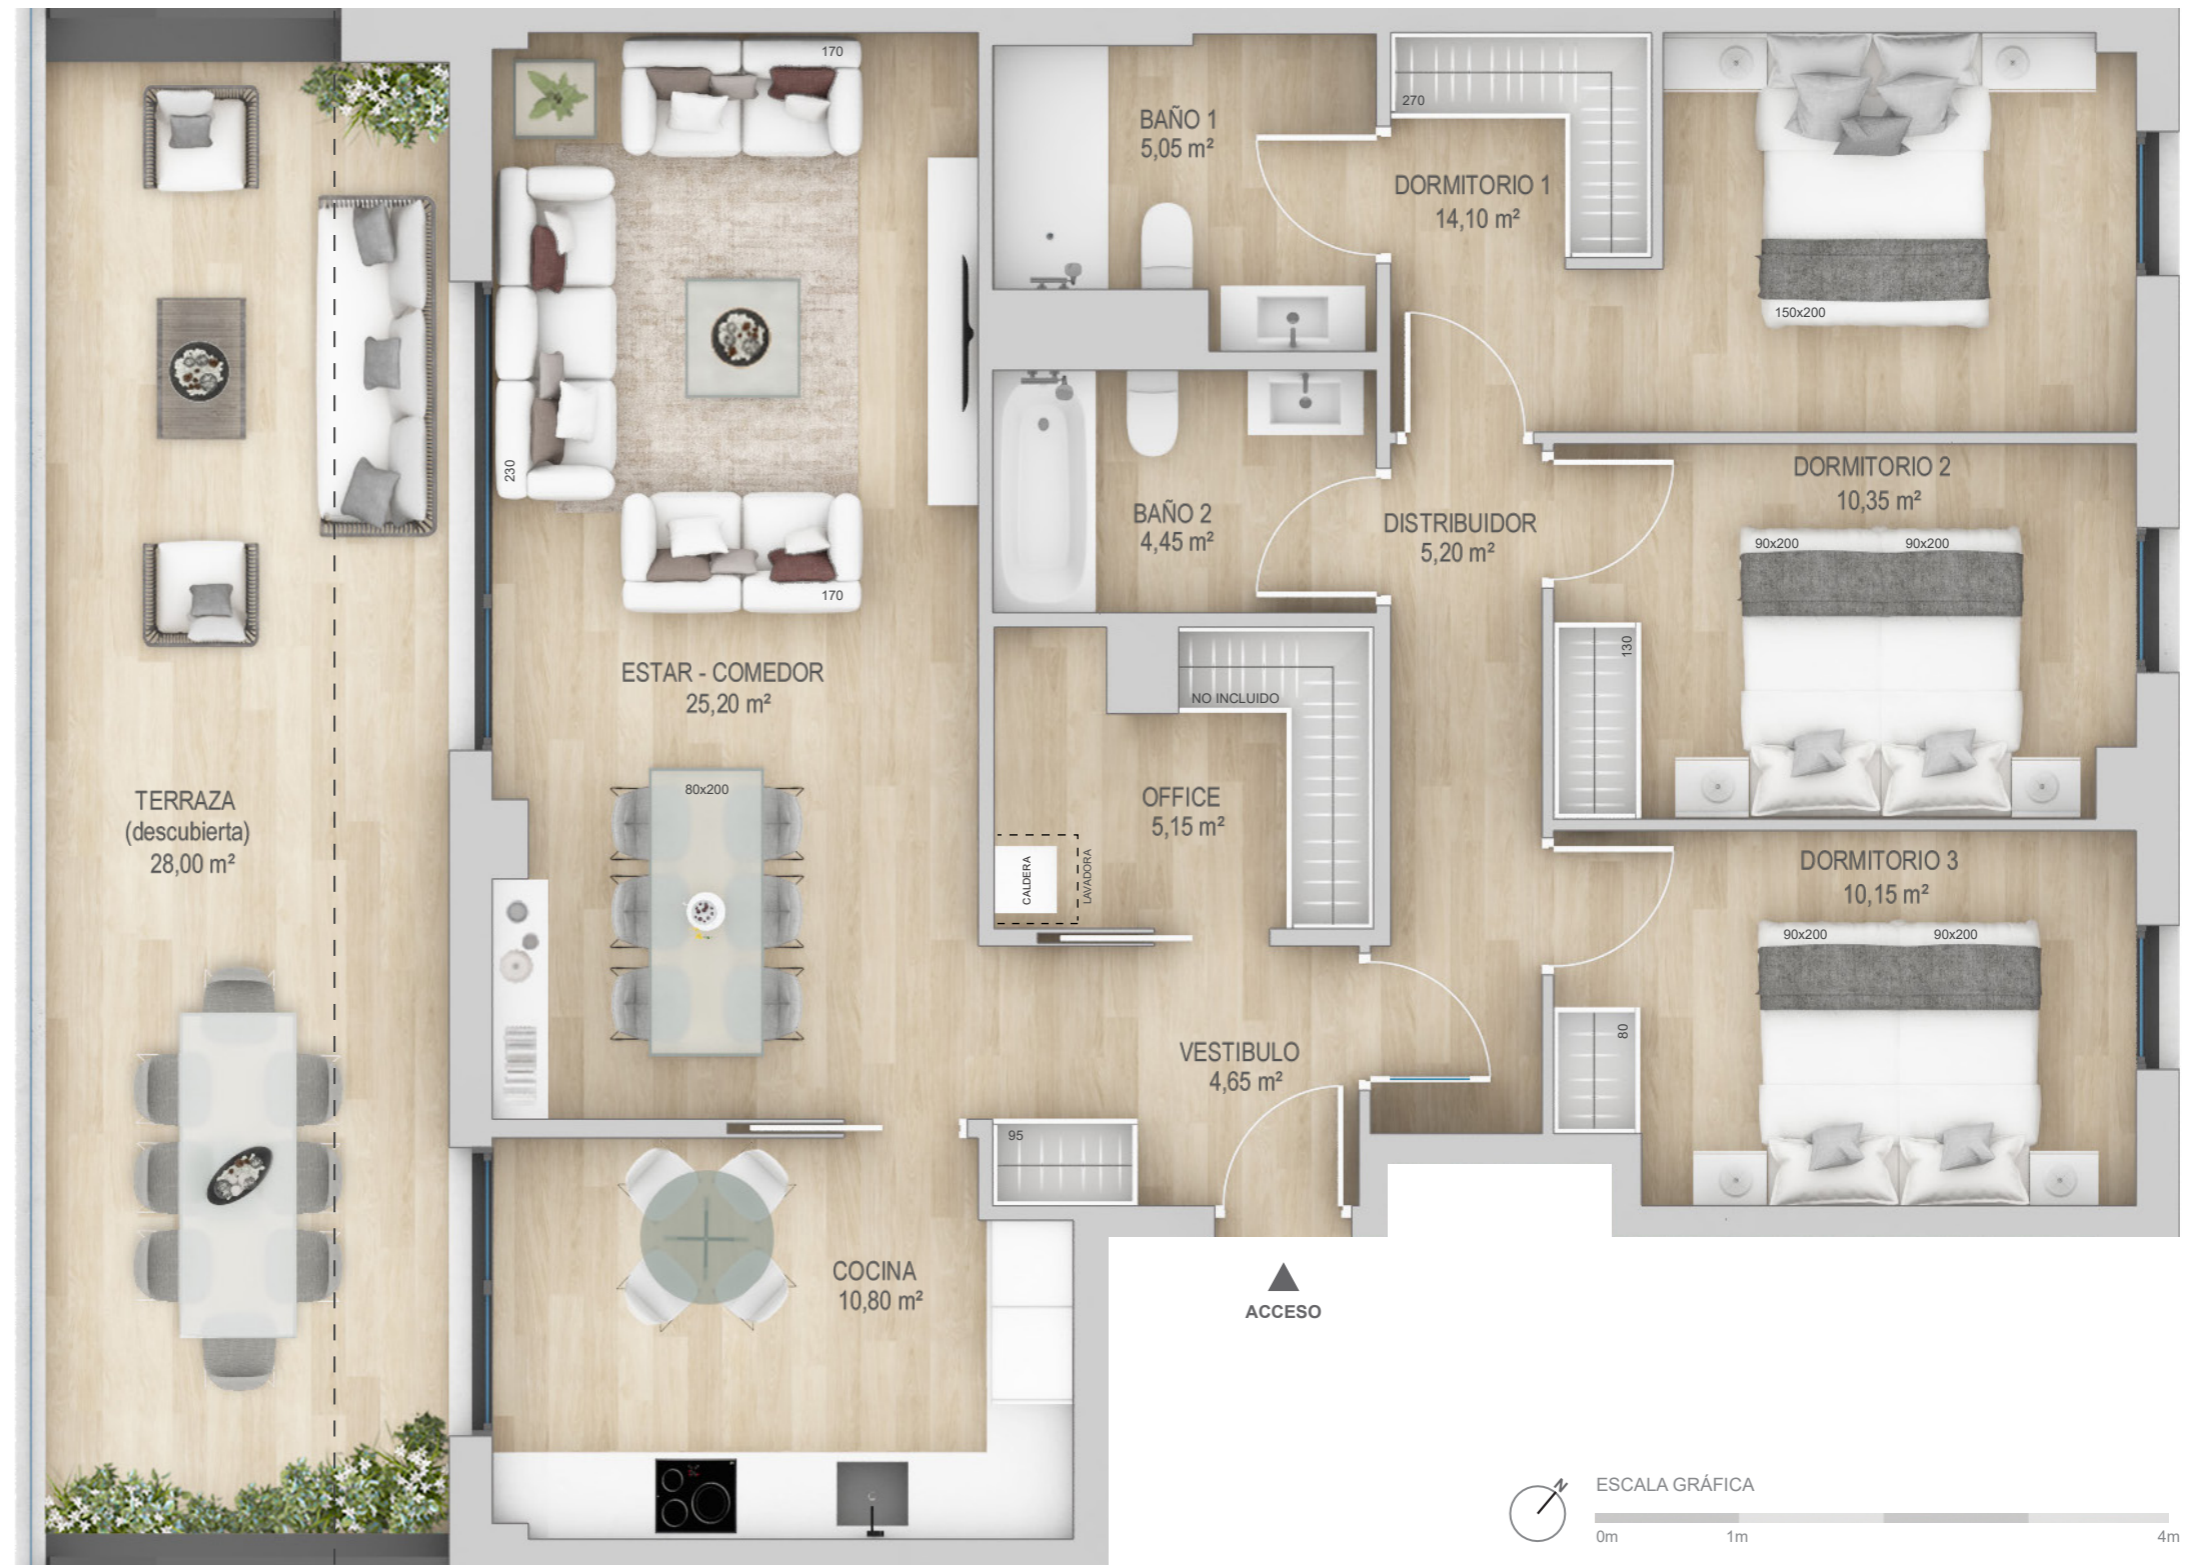 170
BAÑO 1
5,05 m²
270
DORMITORIO 1
14,10 m²
150x200
230
170
BAÑO 2
4,45 m²
DISTRIBUIDOR
5,20 m²
DORMITORIO 2
10,35 m²
90x200
90x200
130
ESTAR - COMEDOR
25,20 m²
NO INCLUIDO
80x200
OFFICE
5,15 m²
CALDERA
LAVADORA
TERRAZA
(descubierta)
28,00 m²
DORMITORIO 3
10,15 m²
90x200
90x200
80
VESTIBULO
4,65 m²
95
COCINA
10,80 m²
ACCESO
N
ESCALA GRÁFICA
0m
1m
4m